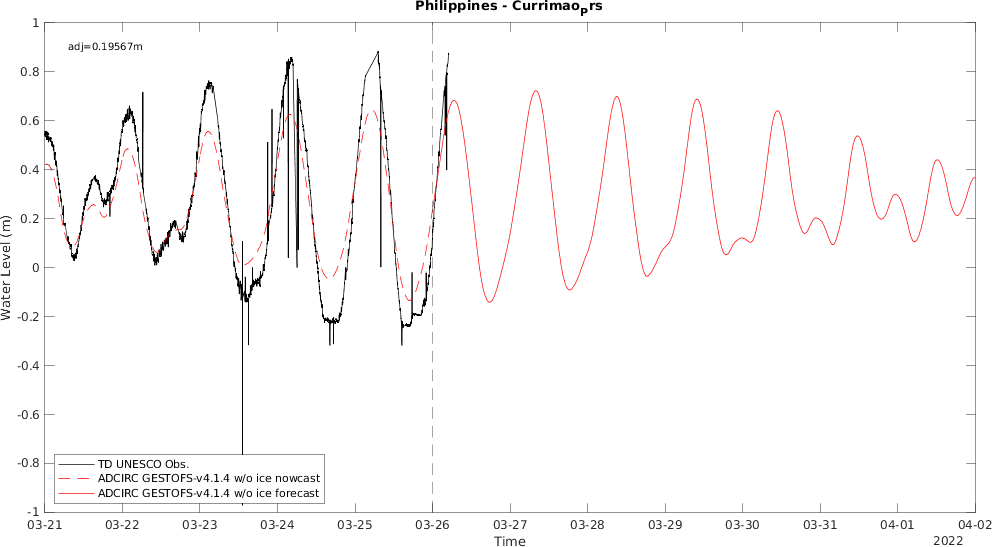 Philippines - Currimaoprs
adj=0.19567m
1
0.8
0.6
0.4
0.2
0
-0.2
-0.4
-0.6
-0.8
-1
Water Level (m)
TD UNESCO Obs.
ADCIRC GESTOFS-v4.1.4 w/o ice nowcast
ADCIRC GESTOFS-v4.1.4 w/o ice forecast
03-21 03-22 03-23 03-24 03-25 03-26 03-27 03-28 03-29 03-30 03-31 04-01 04-02
Time
2022